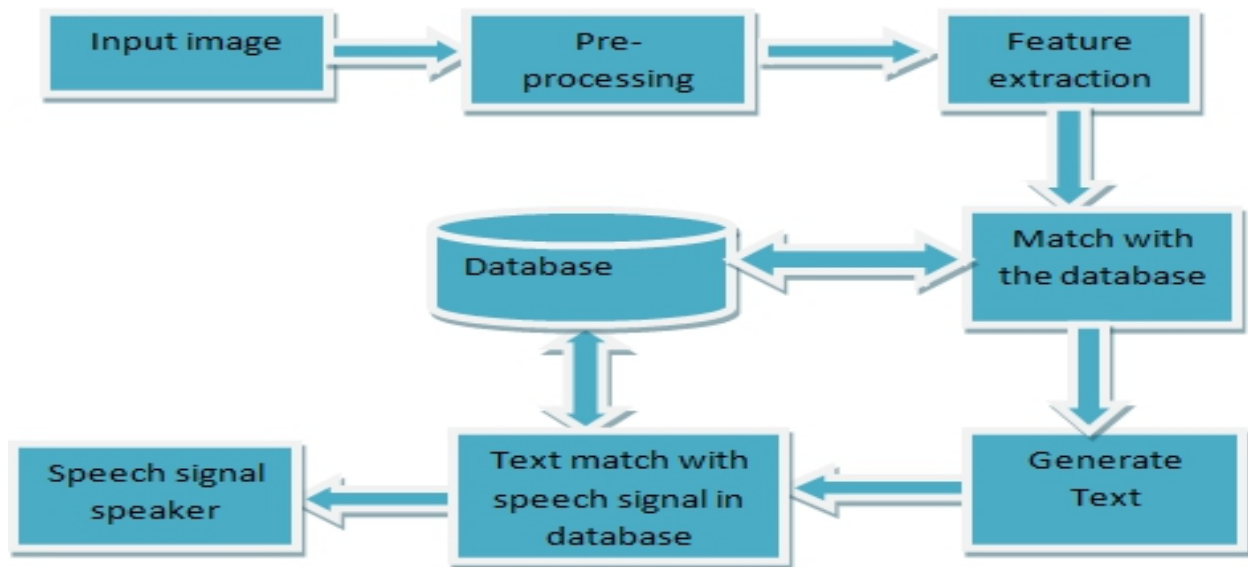 Input image
Pre-
processing
Feature
extraction
Match with
the database
Database
Generate
Text
Text match with
speech signal in
database
Speech signal
speaker